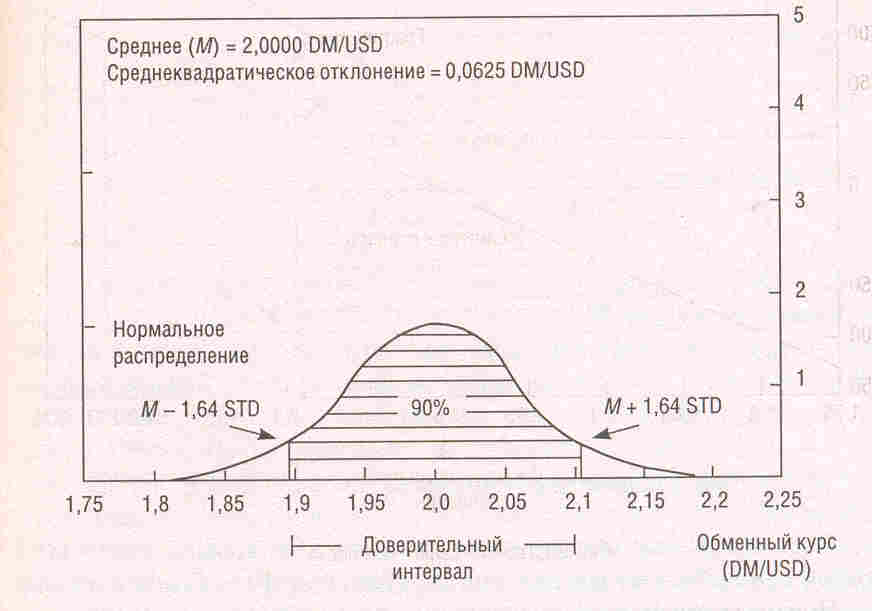 Среднее (M) = 2,0000 DM/USD
Среднеквадратическое отклонение = 0,0625 DM/USD
5
4
3
2
1
Нормальное
распределение
M – 1,64 STD
90%
M + 1,64 STD
1,75 1,8 1,85 1,9 1,95 2,0 2,05 2,1 2,15 2,2 2,25
Доверительный
интервал
Обменный курс
(DM/USD)